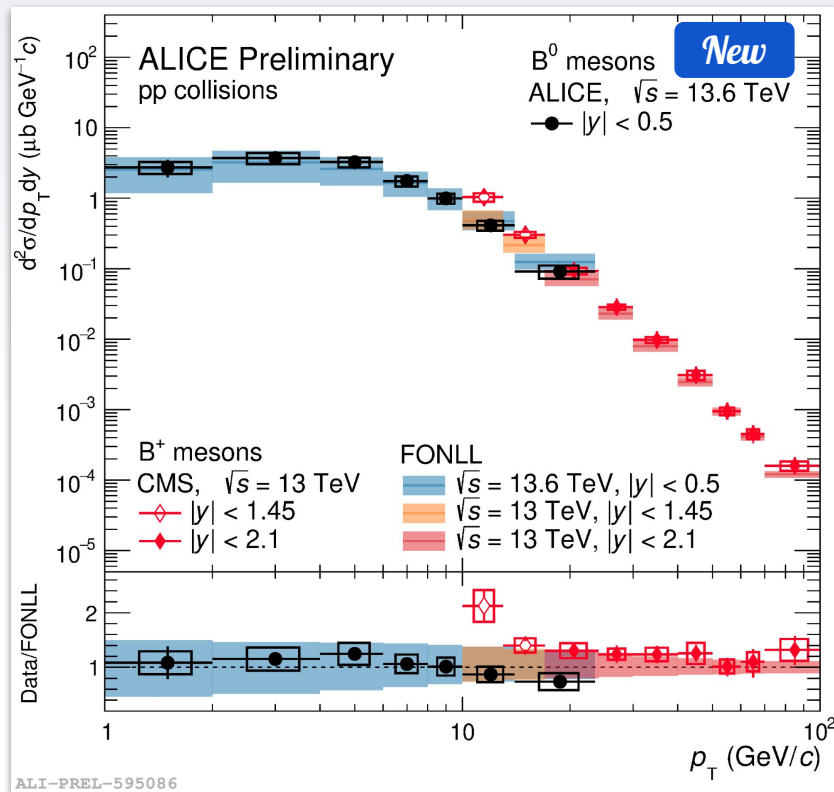 New
ALICE Preliminary
pp collisions
B⁰ mesons
ALICE, √s = 13.6 TeV
|y| < 0.5
d²σ/dp_T dy (μb GeV⁻¹c)
10²
10
1
10⁻¹
10⁻²
10⁻³
10⁻⁴
10⁻⁵
B⁺ mesons
CMS, √s = 13 TeV
|y| < 1.45
|y| < 2.1
FONLL
√s = 13.6 TeV, |y| < 0.5
√s = 13 TeV, |y| < 1.45
√s = 13 TeV, |y| < 2.1
Data/FONLL
2
1
1 10 10²
p_T (GeV/c)
ALI-PREL-595086